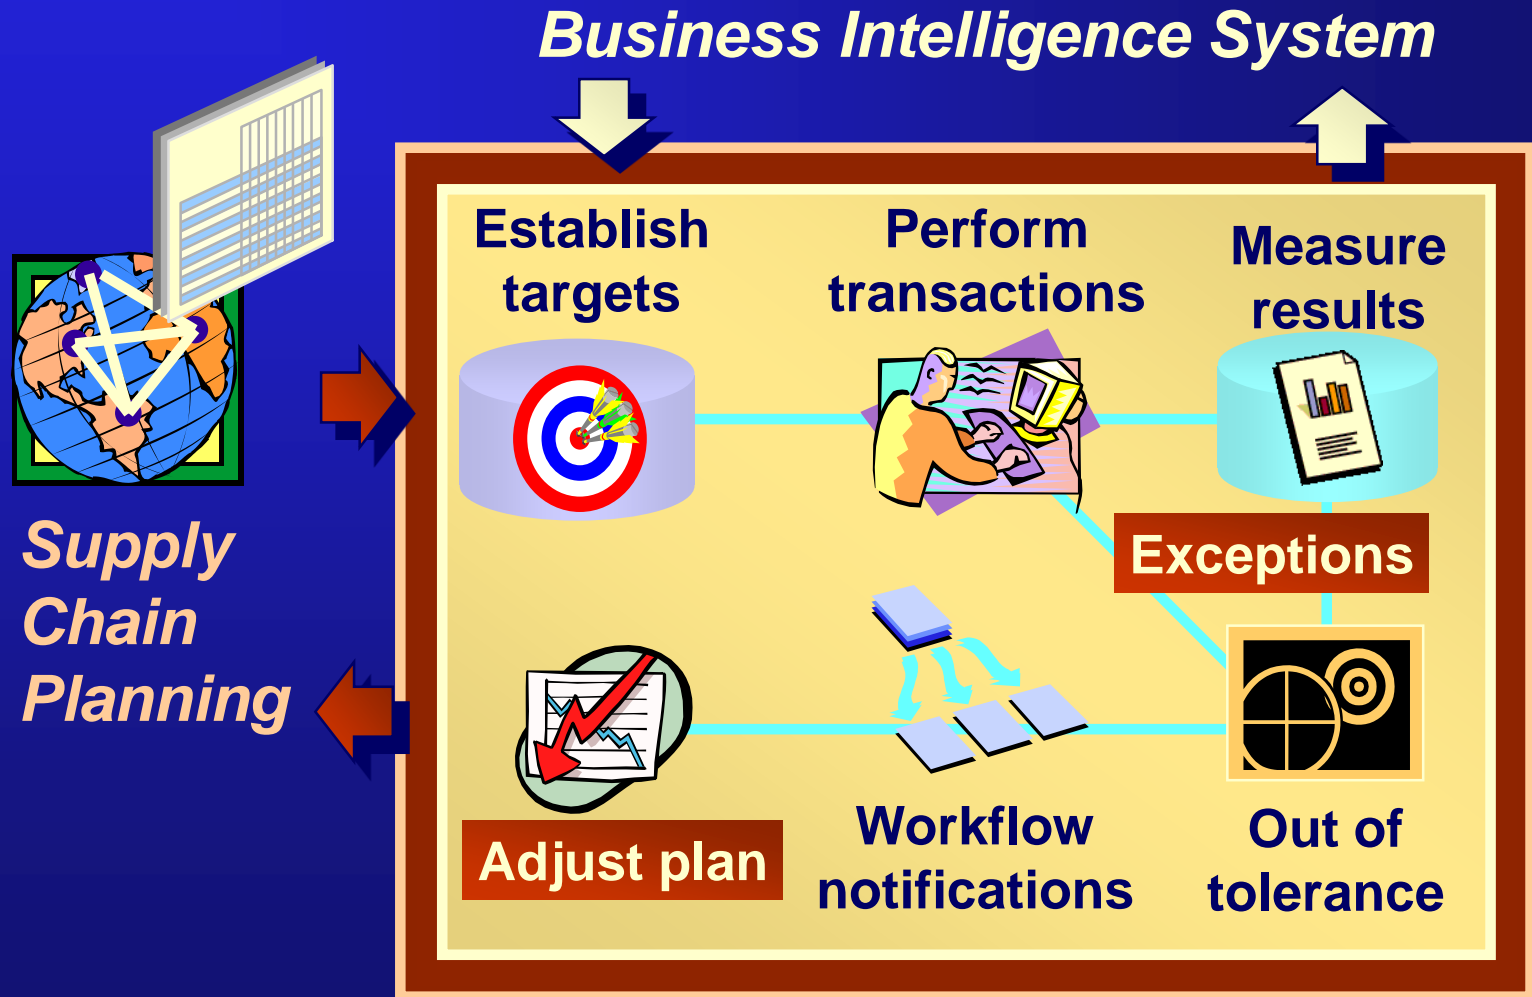 Business Intelligence System
Establish
targets
Perform
transactions
Measure
results
Supply
Chain
Planning
Exceptions
Adjust plan
Workflow
notifications
Out of
tolerance